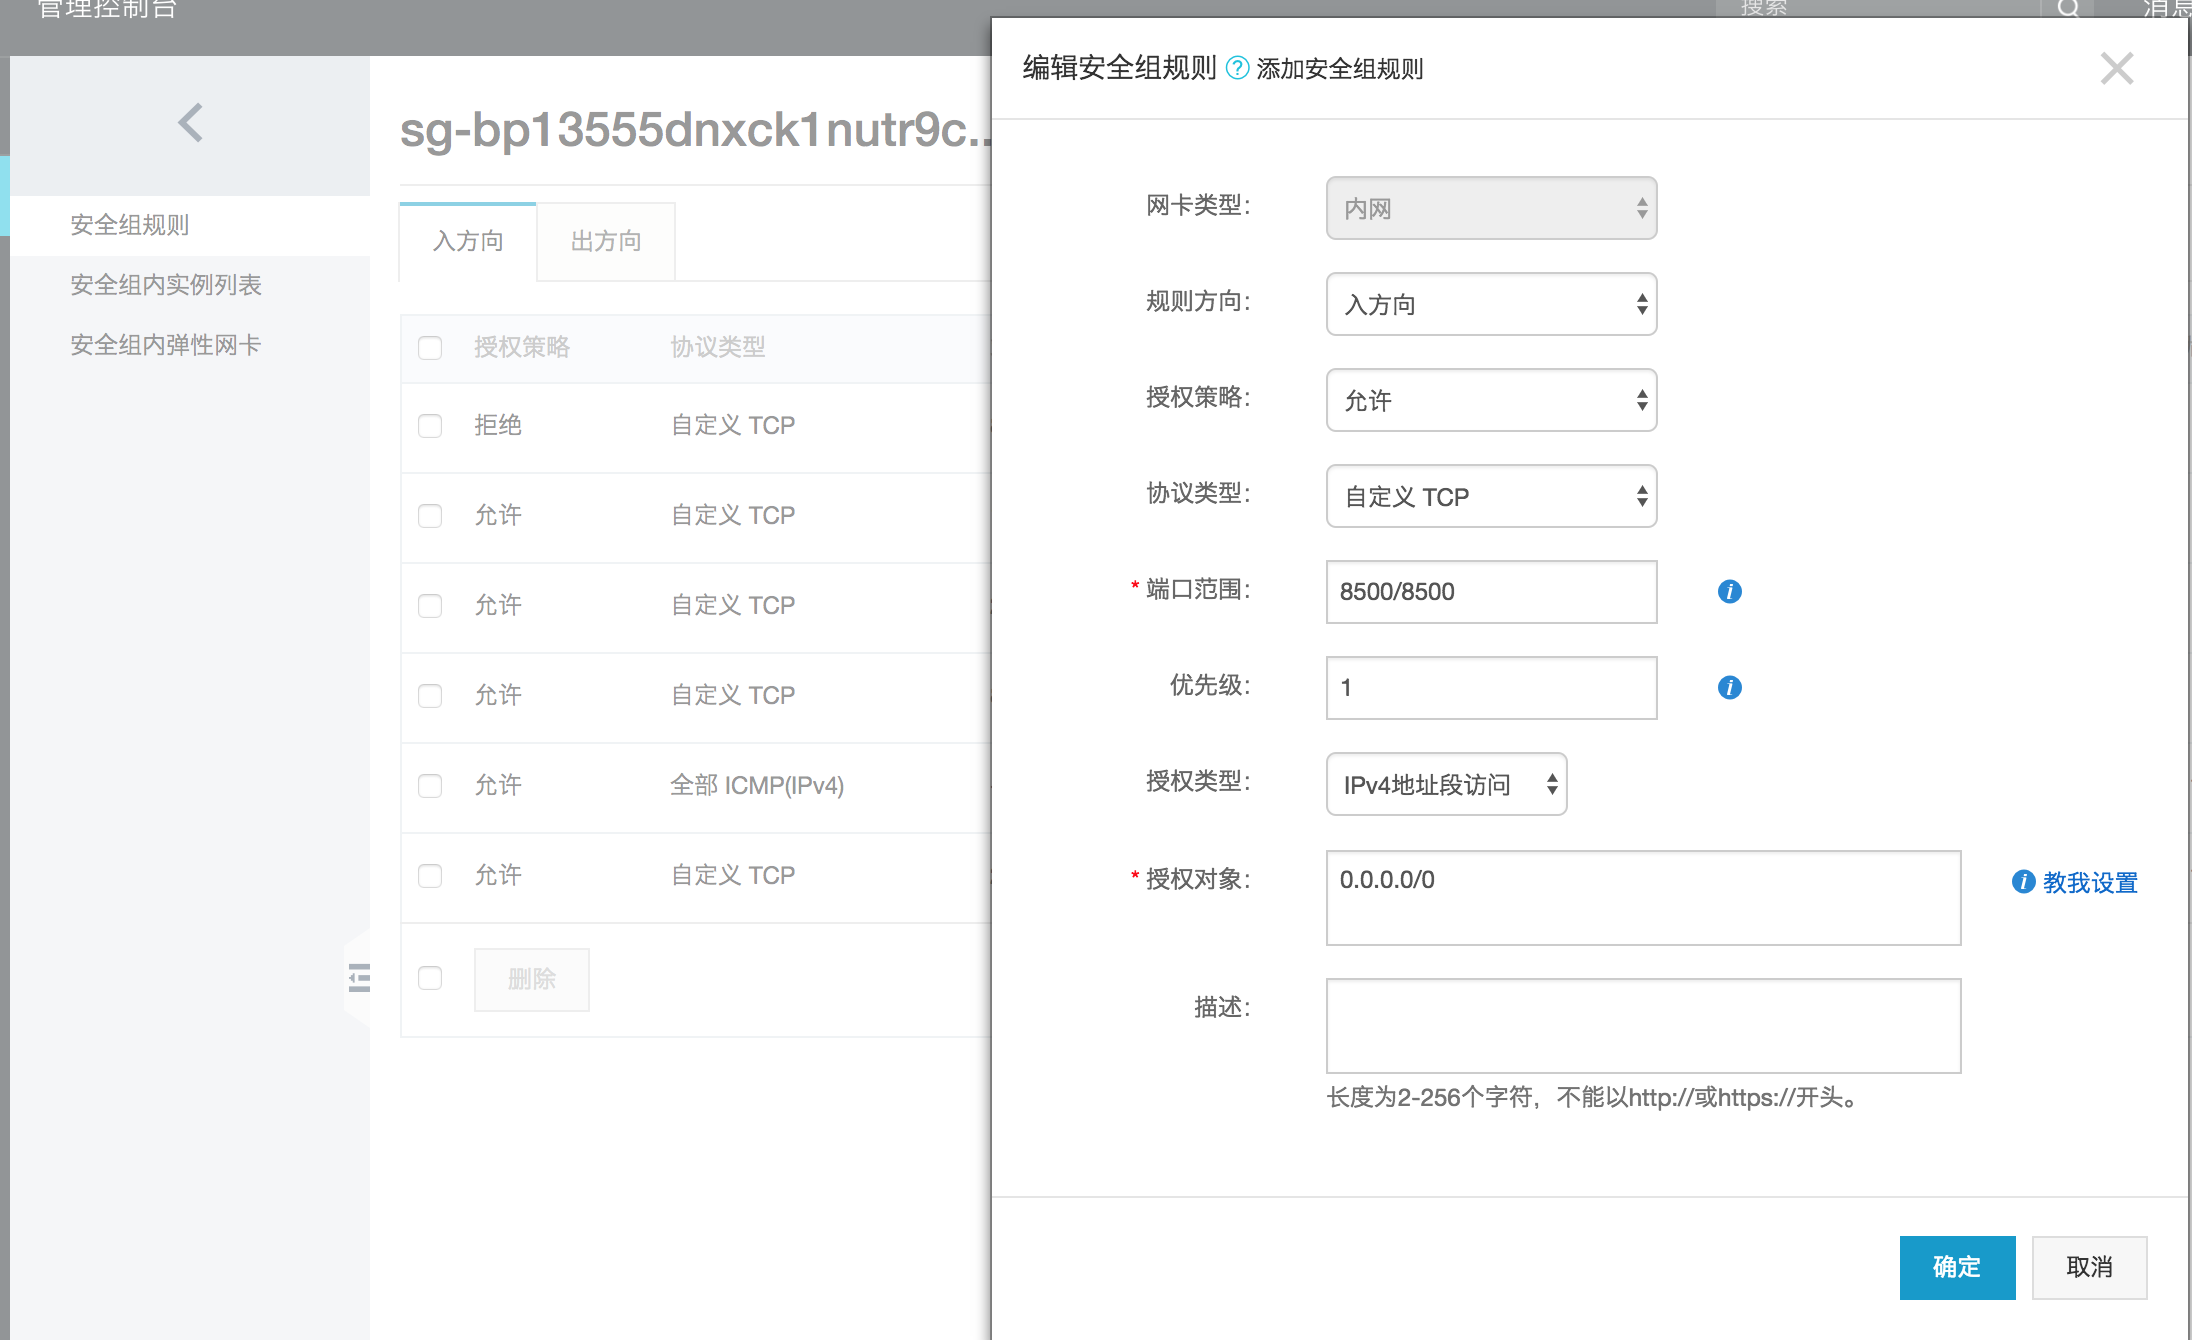 管理控制台
搜索
消息
编辑安全组规则 ? 添加安全组规则
sg-bp13555dnxck1nutr9c...
安全组规则
安全组内实例列表
安全组内弹性网卡
入方向 出方向
授权策略 协议类型
拒绝 自定义 TCP
允许 自定义 TCP
允许 自定义 TCP
允许 自定义 TCP
允许 全部 ICMP(IPv4)
允许 自定义 TCP
删除
网卡类型: 内网
规则方向: 入方向
授权策略: 允许
协议类型: 自定义 TCP
* 端口范围: 8500/8500
优先级: 1
授权类型: IPv4地址段访问
* 授权对象: 0.0.0.0/0 教我设置
描述:
长度为2-256个字符，不能以http://或https://开头。
确定 取消